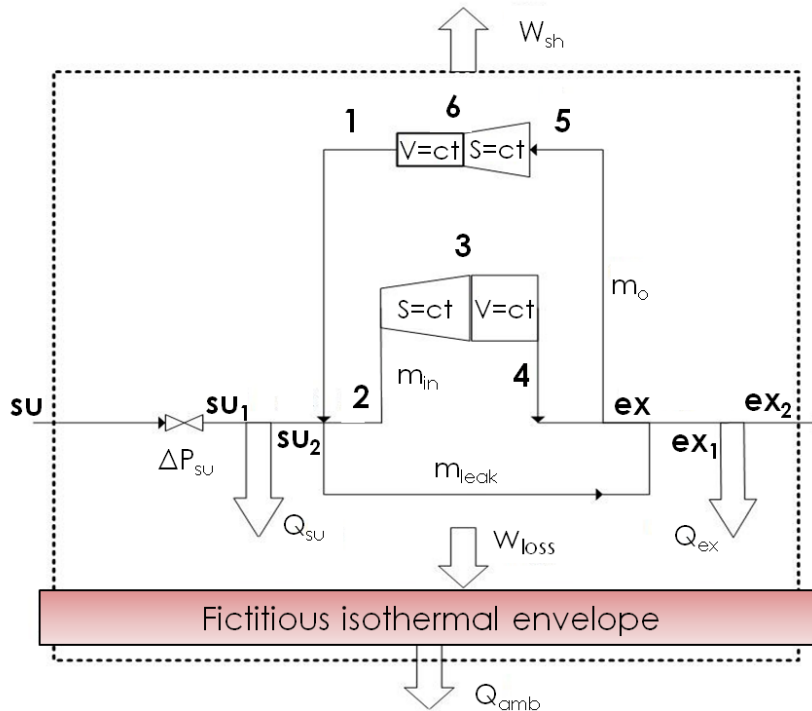 W_sh
1
6
5
V=ct
S=ct
3
S=ct
V=ct
m_o
m_in
su
su_1
su_2
2
4
ex
ex_1
ex_2
ΔP_su
m_leak
Q_su
W_loss
Q_ex
Fictitious isothermal envelope
Q_amb